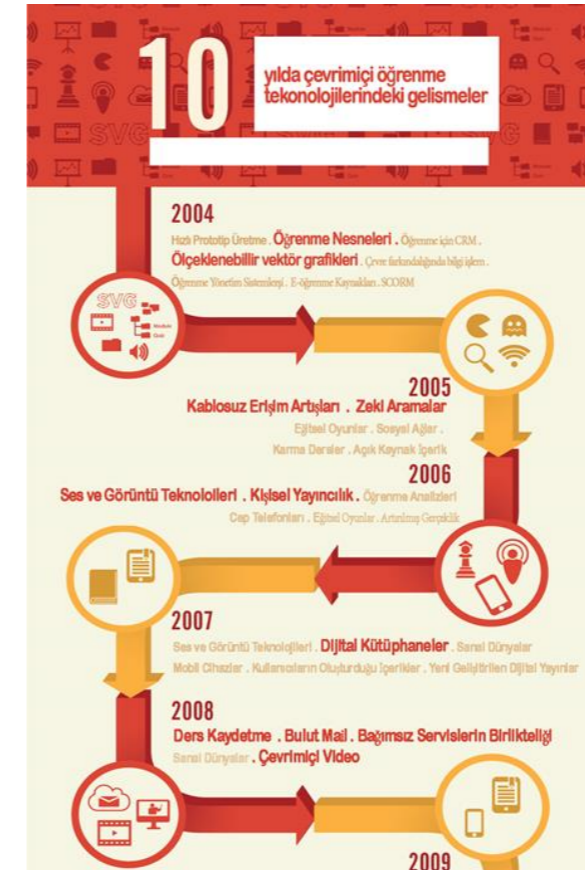 10
yılda çevrimiçi öğrenme
tekonolojilerindeki gelismeler
2004
Hızlı Prototip Üretme . Öğrenme Nesneleri . Öğrenme için CRM .
Ölçeklenebillir vektör grafikleri . Çevre farkındalığında bilgi işlem .
Öğrenme Yönetim Sistemleri . E-öğrenme Kaynakları . SCORM
SVG
2005
Kablosuz Erişim Artışları . Zeki Aramalar
Eğitsel Oyunlar . Sosyal Ağlar .
Karma Dersler . Açık Kaynak İçerik
2006
Ses ve Görüntü Teknolojileri . Kişisel Yayıncılık . Öğrenme Analizleri
Cep Telefonları . Eğitsel Oyunlar . Artırılmış Gerçeklik
2007
Ses ve Görüntü Teknolojileri . Dijital Kütüphaneler . Sanal Dünyalar
Mobil Cihazlar . Kullanıcıların Oluşturduğu İçerikler . Yeni Geliştirilen Dijital Yayınlar
2008
Ders Kaydetme . Bulut Mail . Bağımsız Servislerin Birlikteliği
Sanal Dünyalar . Çevrimiçi Video
2009